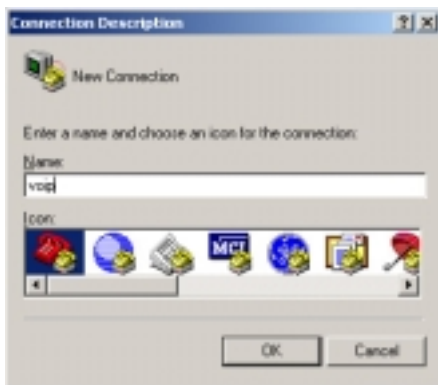 Connection Description
New Connection
Enter a name and choose an icon for the connection:
Name:
voip
Icon:
MCI
OK
Cancel